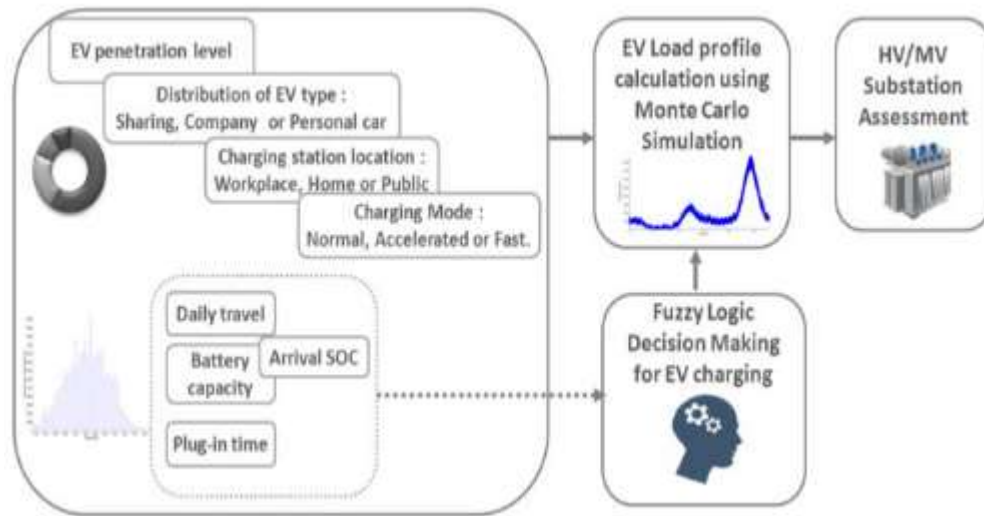 EV penetration level
Distribution of EV type :
Sharing, Company or Personal car
Charging station location :
Workplace, Home or Public
Charging Mode :
Normal, Accelerated or Fast.
Daily travel
Arrival SOC
Battery
capacity
Plug-in time
EV Load profile
calculation using
Monte Carlo
Simulation
HV/MV
Substation
Assessment
Fuzzy Logic
Decision Making
for EV charging